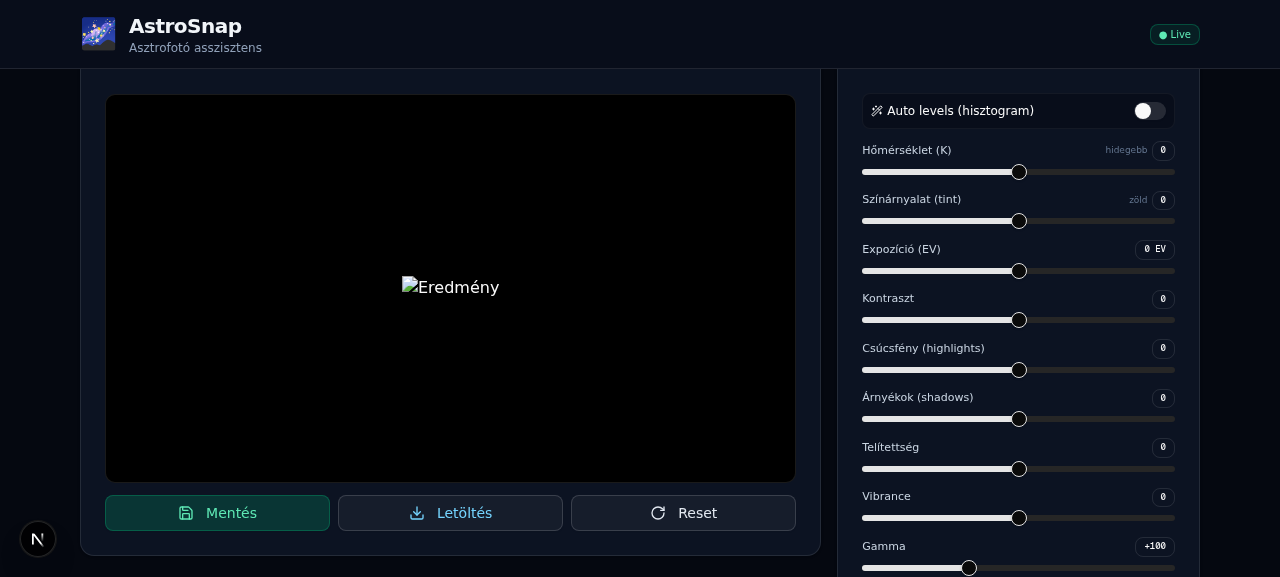 AstroSnap
Asztrofotó asszisztens
Live
Eredmény
Mentés
Letöltés
Reset
Auto levels (hisztogram)
Hőmérséklet (K) hidegebb 0
Színárnyalat (tint) zöld 0
Expozíció (EV) 0 EV
Kontraszt 0
Csúcsfény (highlights) 0
Árnyékok (shadows) 0
Telítettség 0
Vibrance 0
Gamma +100
N